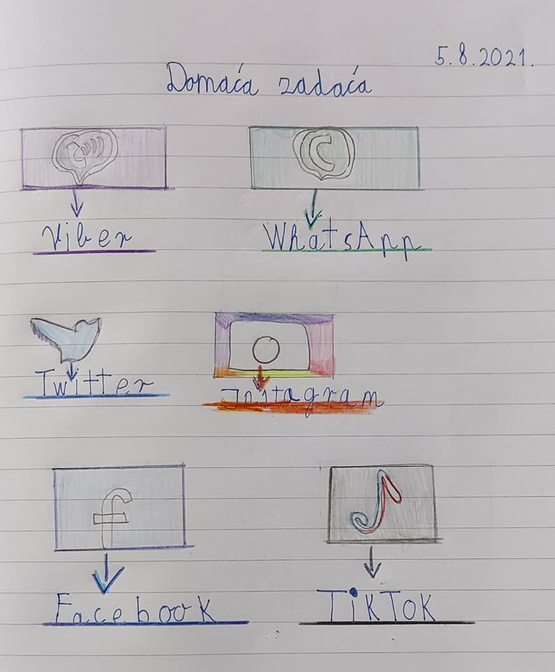 5.8.2021.
Domaća zadaća
Viber
WhatsApp
Twitter
Instagram
Facebook
TikTok